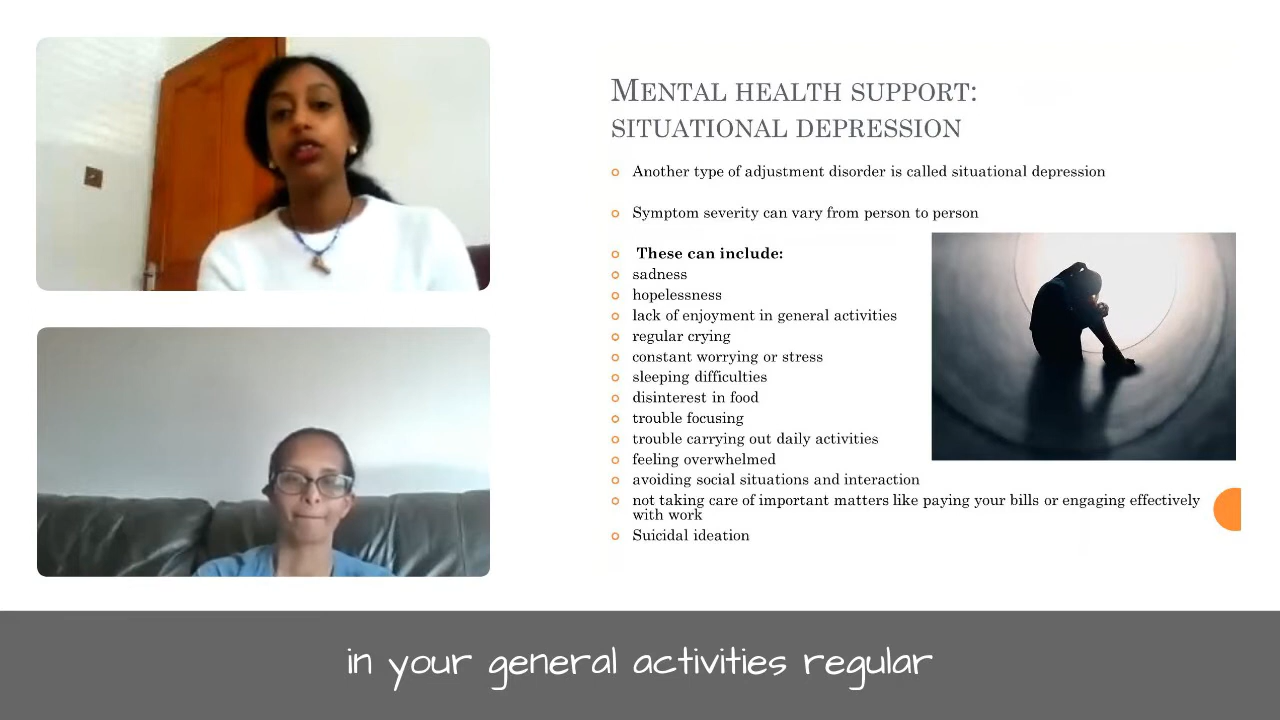 MENTAL HEALTH SUPPORT:
SITUATIONAL DEPRESSION
Another type of adjustment disorder is called situational depression
Symptom severity can vary from person to person
These can include:
sadness
hopelessness
lack of enjoyment in general activities
regular crying
constant worrying or stress
sleeping difficulties
disinterest in food
trouble focusing
trouble carrying out daily activities
feeling overwhelmed
avoiding social situations and interaction
not taking care of important matters like paying your bills or engaging effectively
with work
Suicidal ideation
in your general activities regular